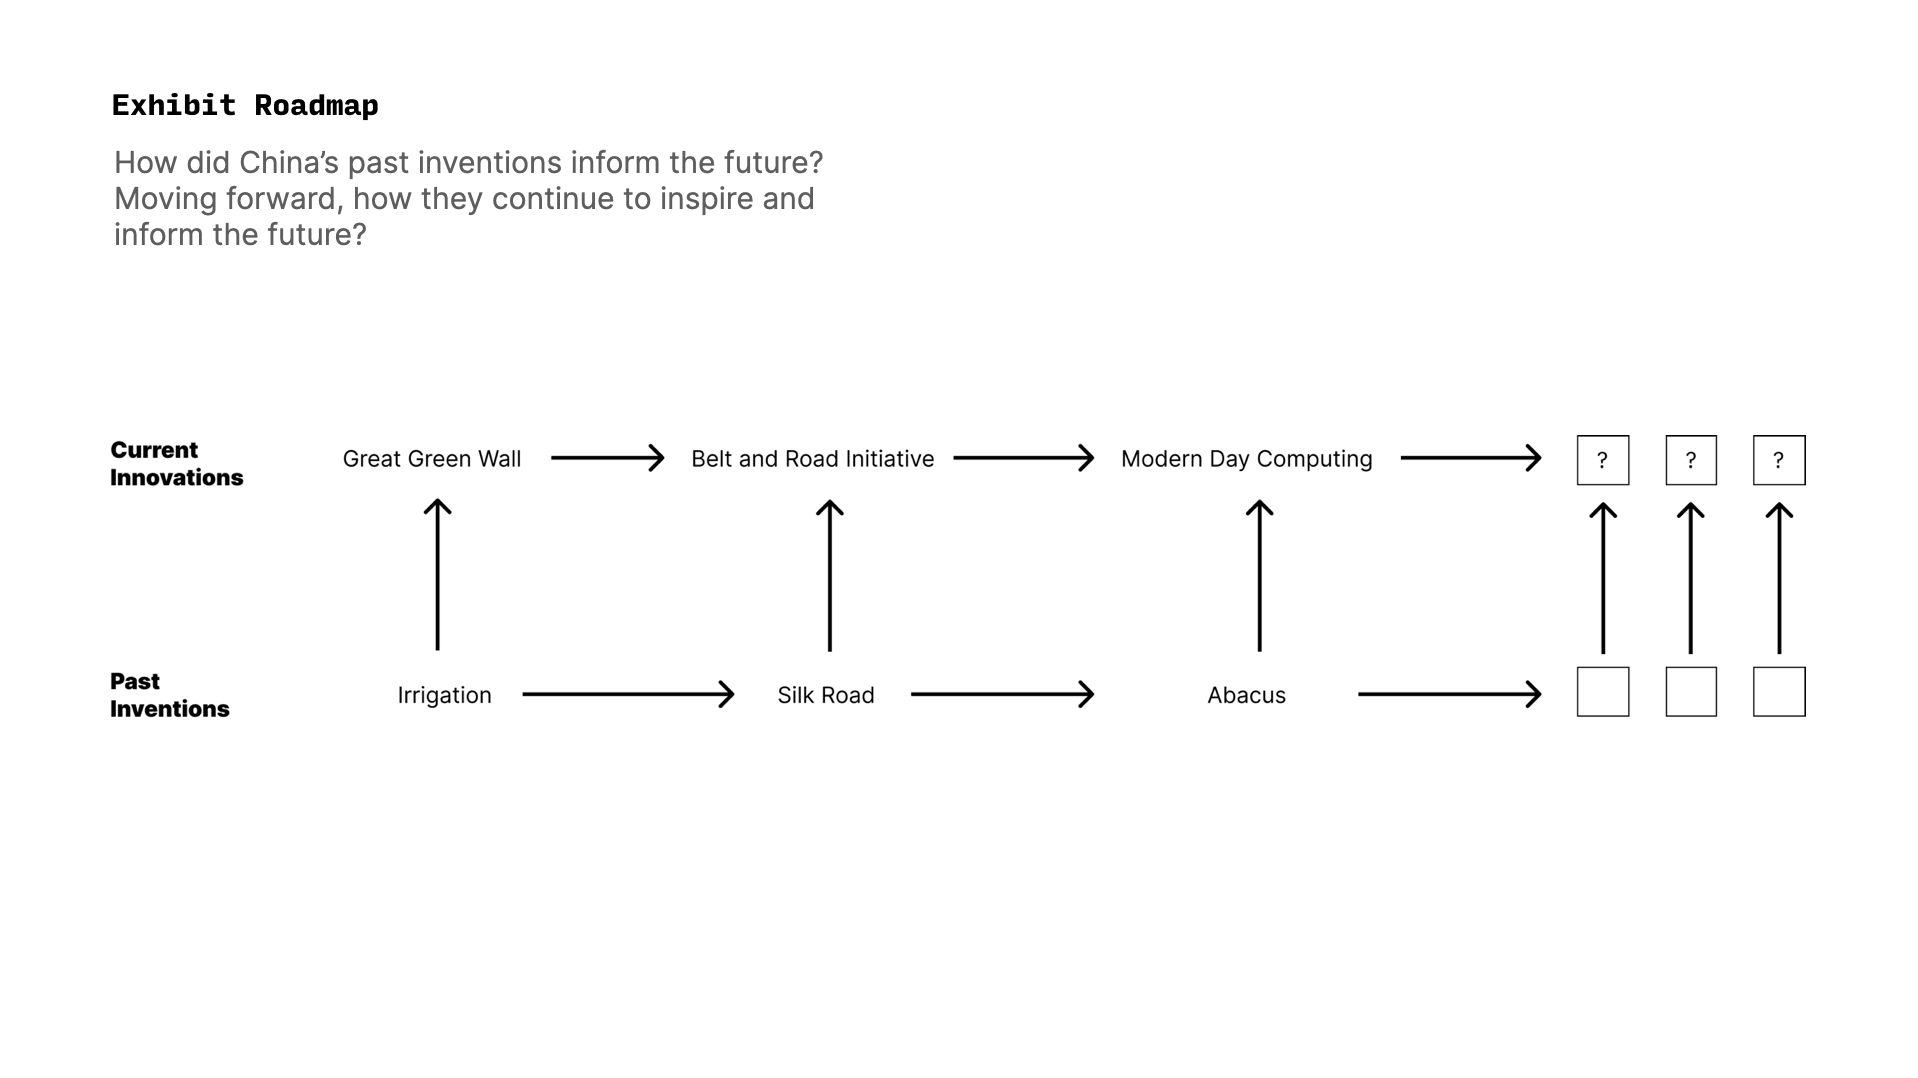 Exhibit Roadmap
How did China’s past inventions inform the future?
Moving forward, how they continue to inspire and
inform the future?
Current
Innovations
Great Green Wall
Belt and Road Initiative
Modern Day Computing
?
?
?
Past
Inventions
Irrigation
Silk Road
Abacus